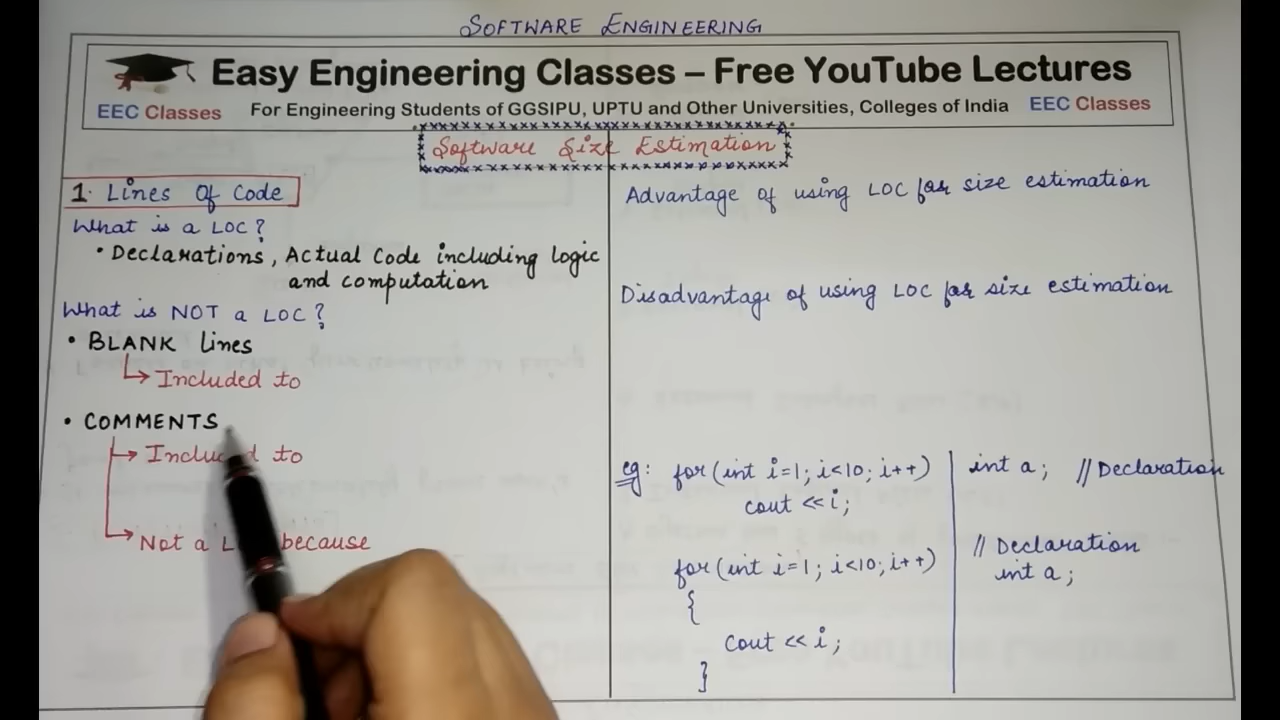 SOFTWARE ENGINEERING
Easy Engineering Classes – Free YouTube Lectures
EEC Classes For Engineering Students of GGSIPU, UPTU and Other Universities, Colleges of India EEC Classes
Software Size Estimation
1. Lines Of Code
What is a LOC?
• Declarations, Actual Code including logic
and computation
What is NOT a LOC?
• BLANK lines
Included to
• COMMENTS
Included to
Not a because
Advantage of using LOC for size estimation
Disadvantage of using LOC for size estimation
eg: for(int i=1; i<10; i++)
cout << i;
for(int i=1; i<10; i++)
{
cout << i;
}
int a; //Declaration
// Declaration
int a;